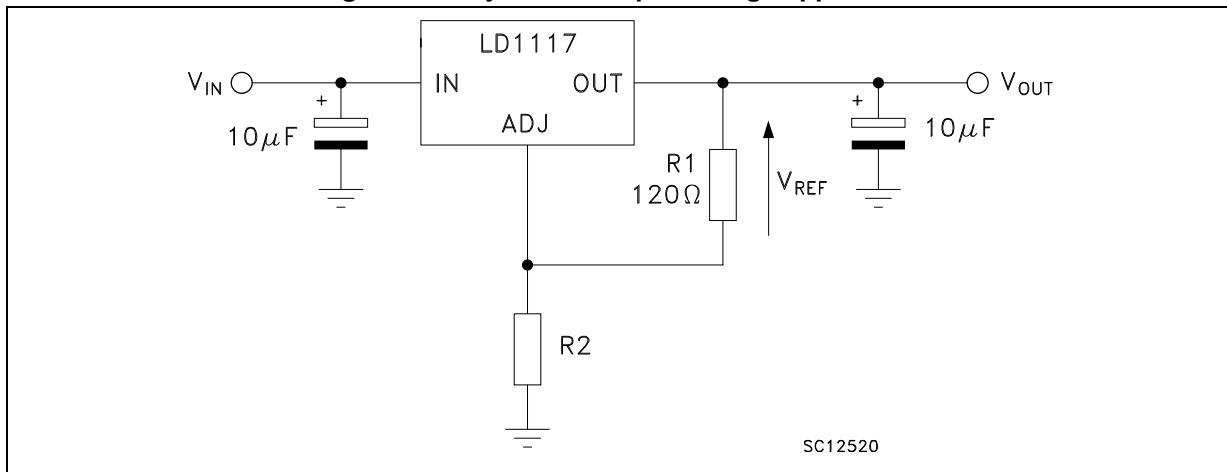 LD1117
V_IN
IN
OUT
V_OUT
ADJ
+
10μF
+
10μF
R1
120Ω
V_REF
R2
SC12520